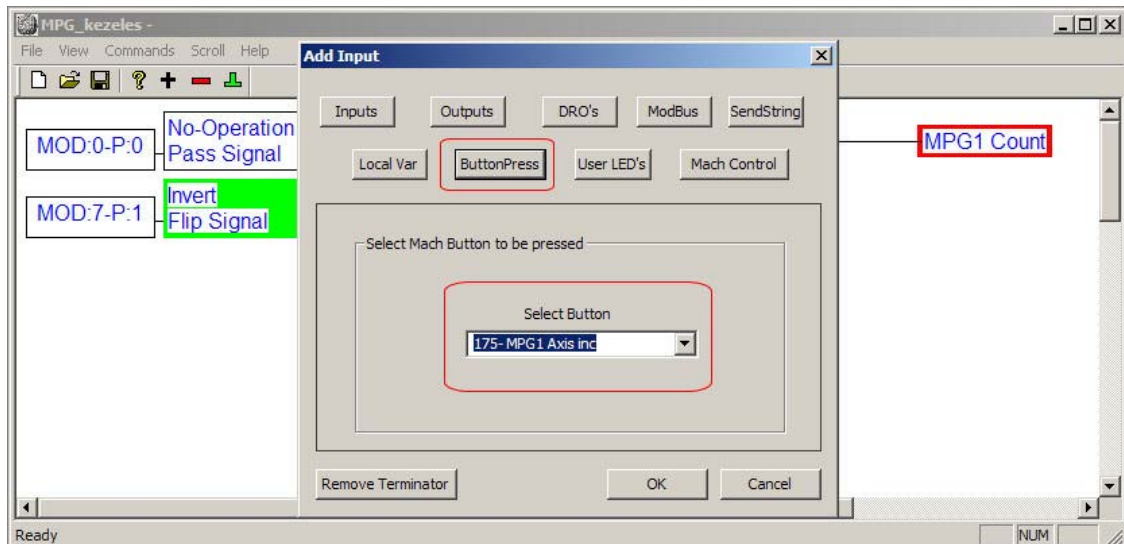 MPG_kezeles -
File View Commands Scroll Help
Add Input
Inputs Outputs DRO's ModBus SendString
Local Var ButtonPress User LED's Mach Control
MOD:0-P:0
No-Operation
Pass Signal
MPG1 Count
MOD:7-P:1
Invert
Flip Signal
Select Mach Button to be pressed
Select Button
175- MPG1 Axis inc
Remove Terminator OK Cancel
Ready
NUM